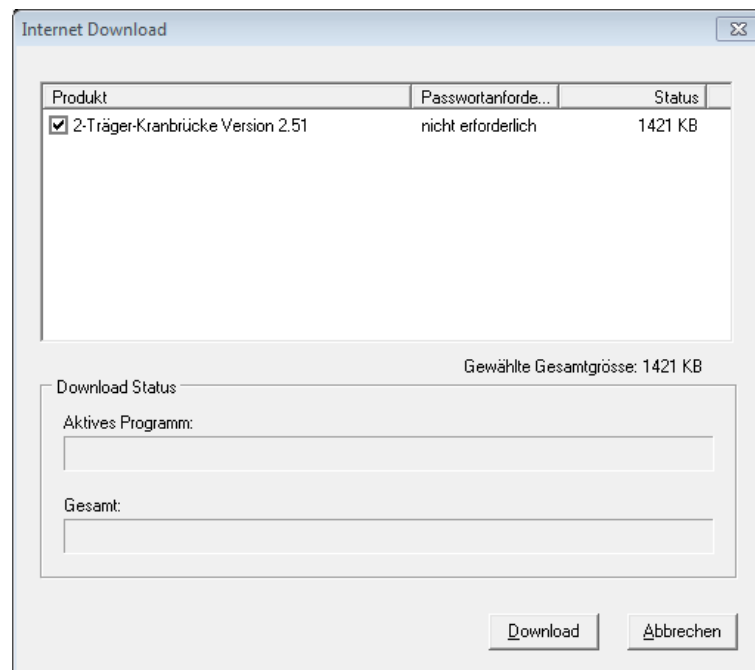 Internet Download
Produkt Passwortanforde... Status
2-Träger-Kranbrücke Version 2.51 nicht erforderlich 1421 KB
Gewählte Gesamtgrösse: 1421 KB
Download Status
Aktives Programm:
Gesamt:
Download Abbrechen